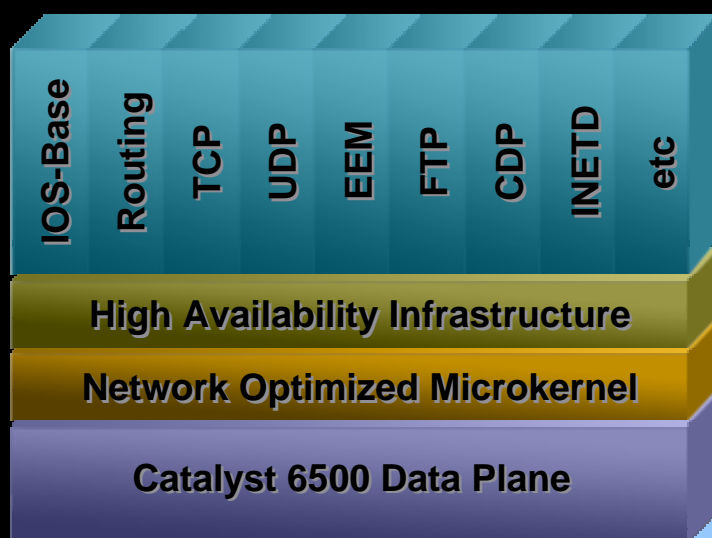 IOS-Base
Routing
TCP
UDP
EEM
FTP
CDP
INETD
etc
High Availability Infrastructure
Network Optimized Microkernel
Catalyst 6500 Data Plane